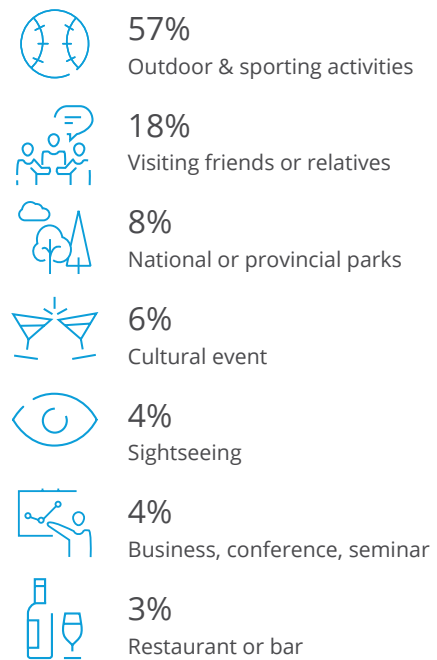 57%
Outdoor & sporting activities
18%
Visiting friends or relatives
8%
National or provincial parks
6%
Cultural event
4%
Sightseeing
4%
Business, conference, seminar
3%
Restaurant or bar